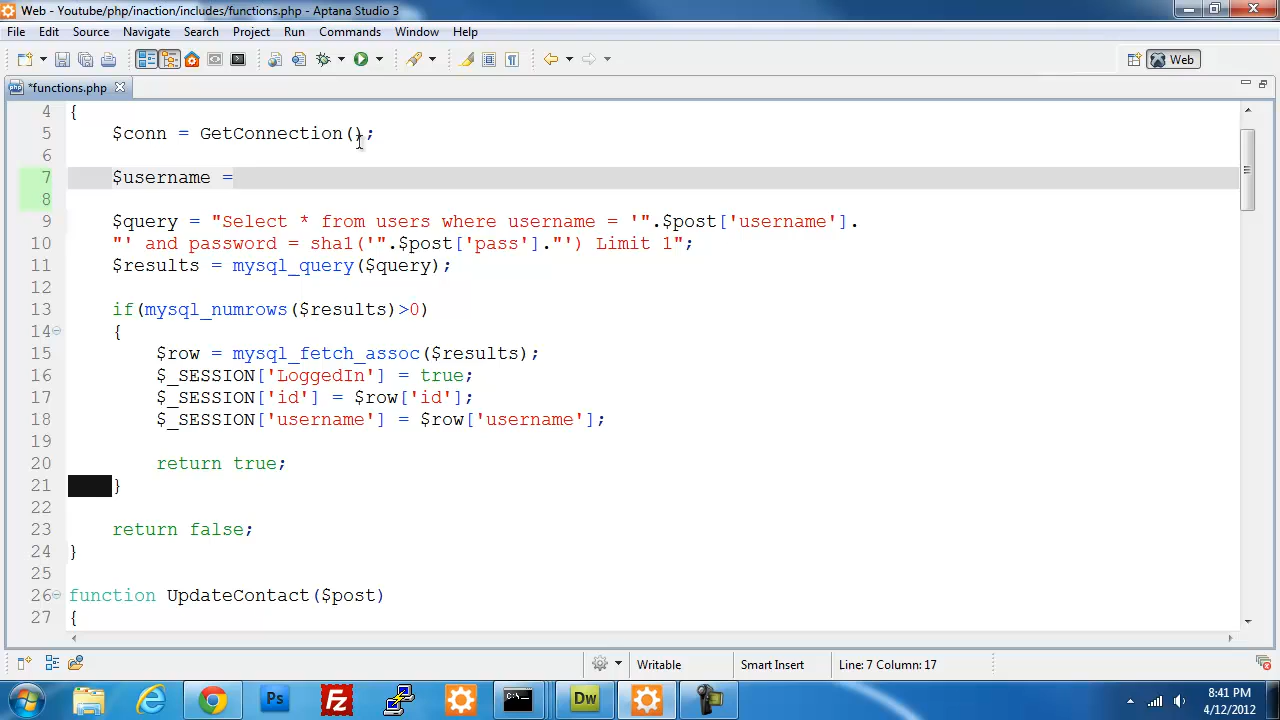 Web - Youtube/php/inaction/includes/functions.php - Aptana Studio 3
File Edit Source Navigate Search Project Run Commands Window Help
Web
*functions.php
4 {
5 $conn = GetConnection();
6
7 $username =
8
9 $query = "Select * from users where username = '".$post['username'].
10 "' and password = sha1('".$post['pass']."') Limit 1";
11 $results = mysql_query($query);
12
13 if(mysql_numrows($results)>0)
14 {
15 $row = mysql_fetch_assoc($results);
16 $_SESSION['LoggedIn'] = true;
17 $_SESSION['id'] = $row['id'];
18 $_SESSION['username'] = $row['username'];
19
20 return true;
21 }
22
23 return false;
24 }
25
26 function UpdateContact($post)
27 {
Writable Smart Insert Line: 7 Column: 17
Ps Fz Dw
8:41 PM
4/12/2012